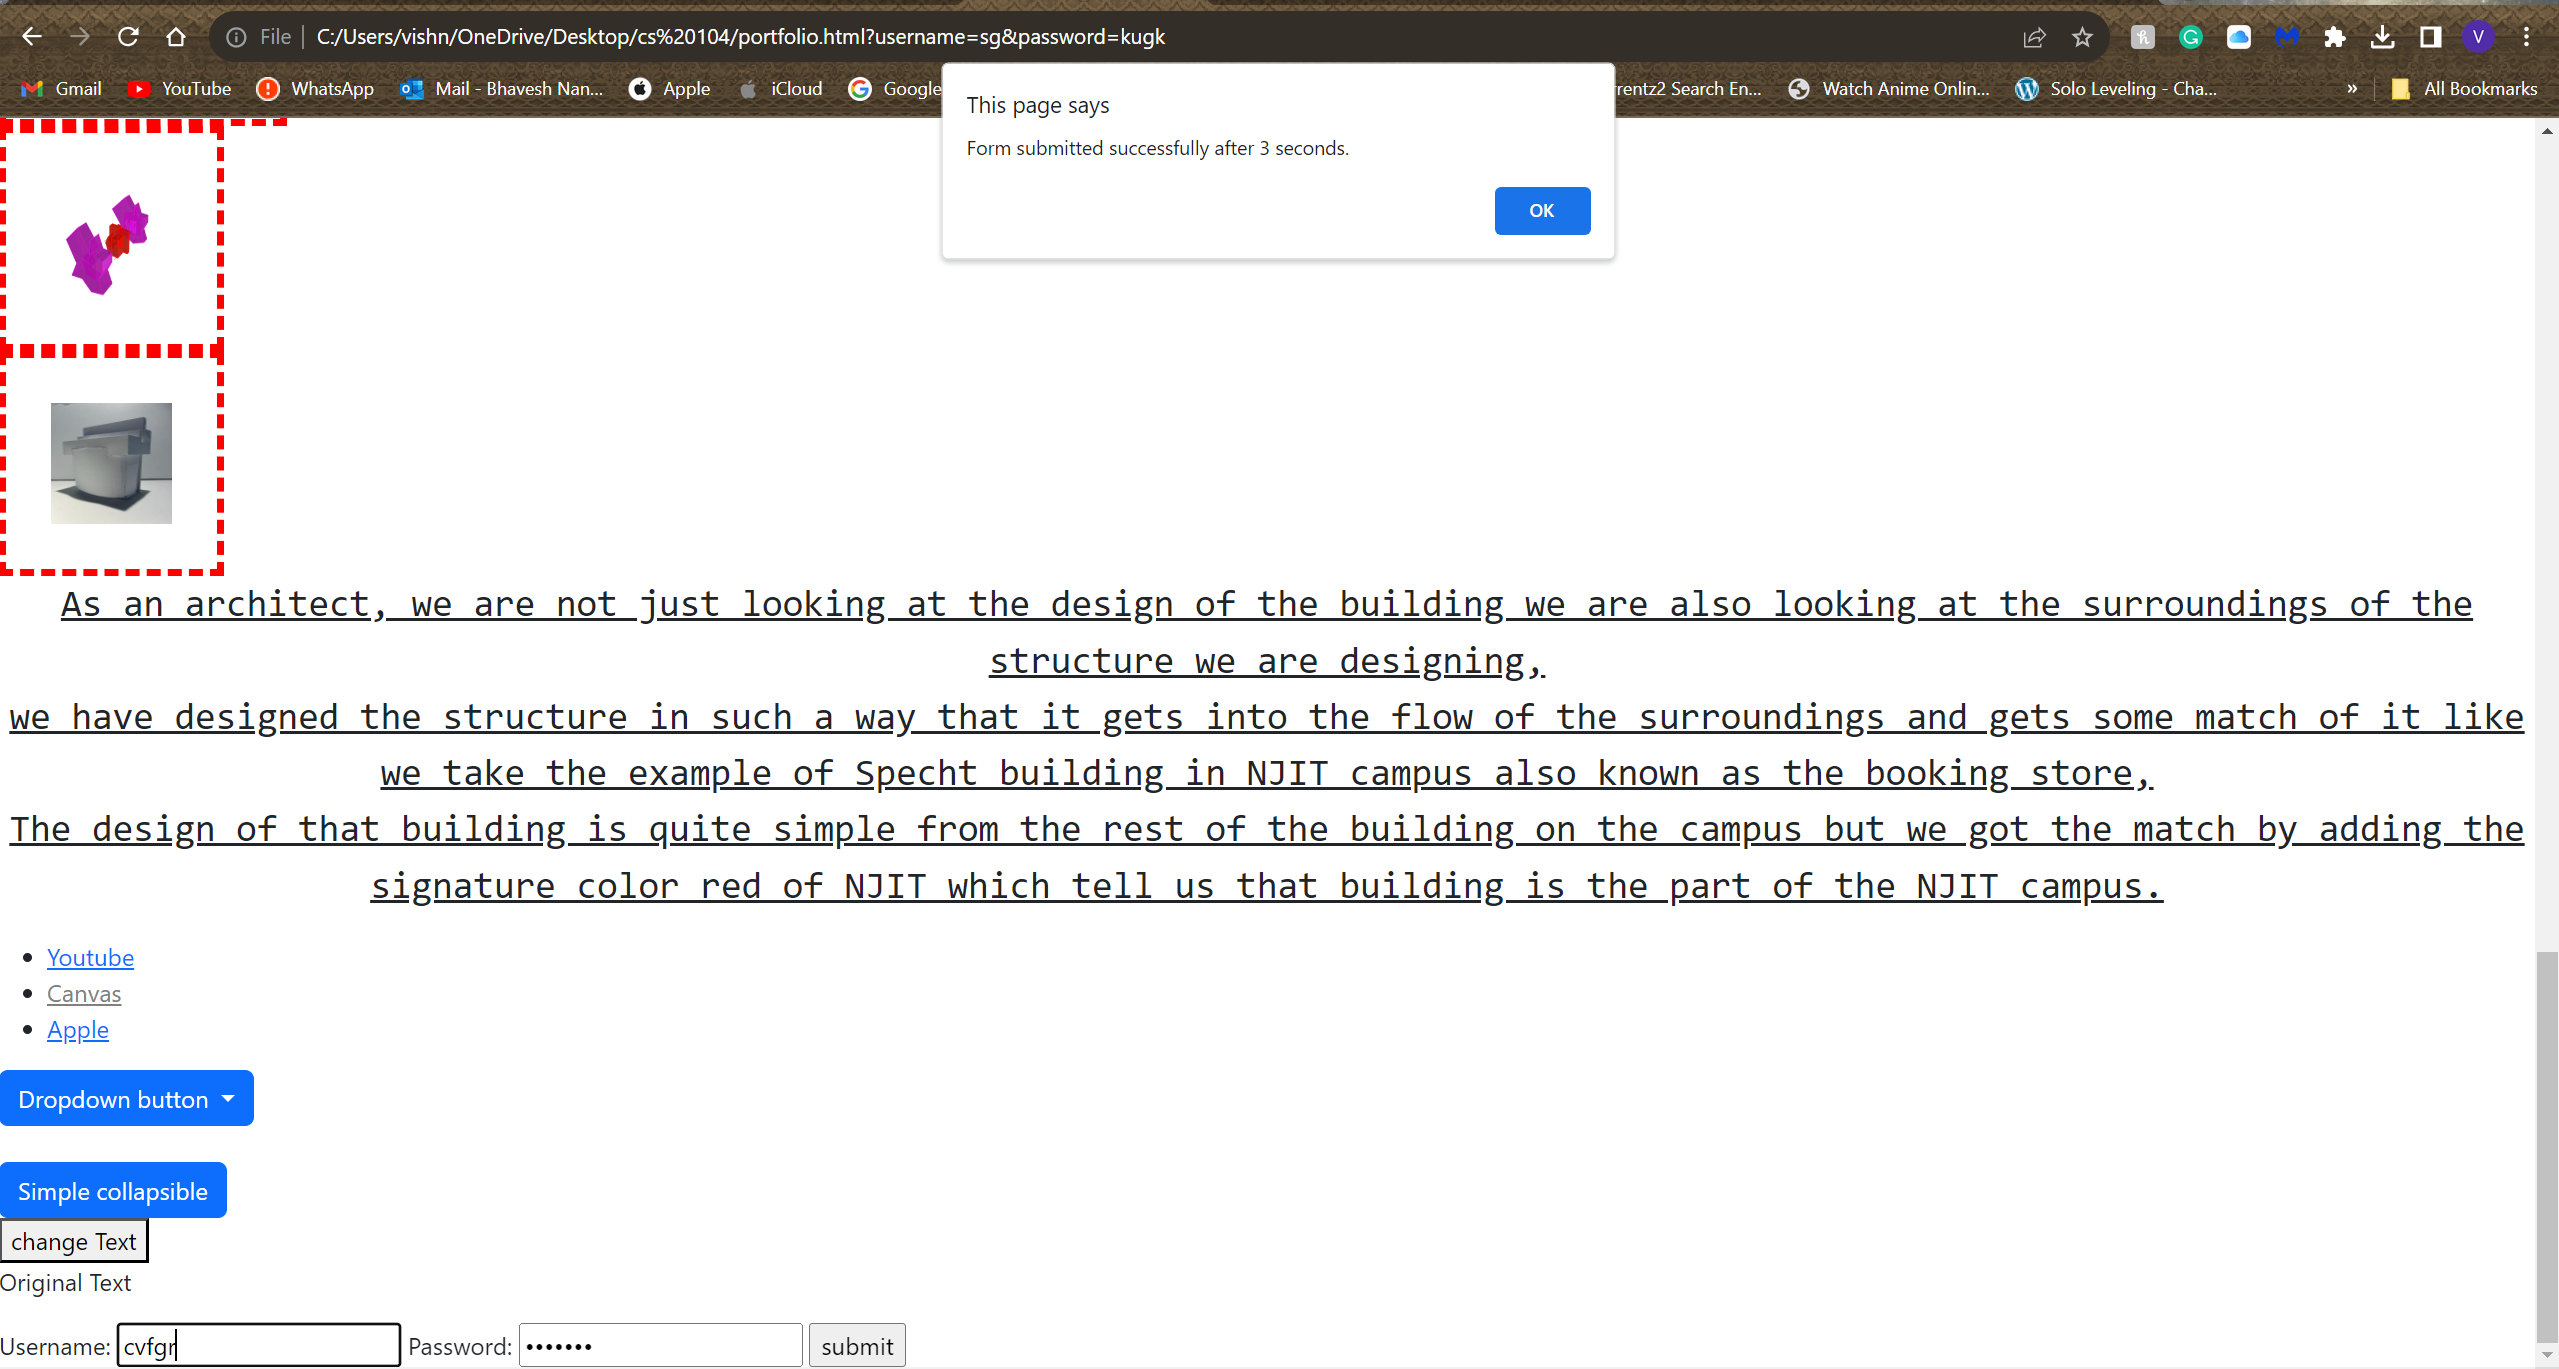 File C:/Users/vishn/OneDrive/Desktop/cs%20104/portfolio.html?username=sg&password=kugk
Gmail YouTube WhatsApp Mail - Bhavesh Nan... Apple iCloud Google rrentz2 Search En... Watch Anime Onlin... Solo Leveling - Cha... » All Bookmarks
This page says
Form submitted successfully after 3 seconds.
OK
As an architect, we are not just looking at the design of the building we are also looking at the surroundings of the
structure we are designing,
we have designed the structure in such a way that it gets into the flow of the surroundings and gets some match of it like
we take the example of Specht building in NJIT campus also known as the booking store,
The design of that building is quite simple from the rest of the building on the campus but we got the match by adding the
signature color red of NJIT which tell us that building is the part of the NJIT campus.
Youtube
Canvas
Apple
Dropdown button
Simple collapsible
change Text
Original Text
Username: cvfgr Password: ••••••• submit